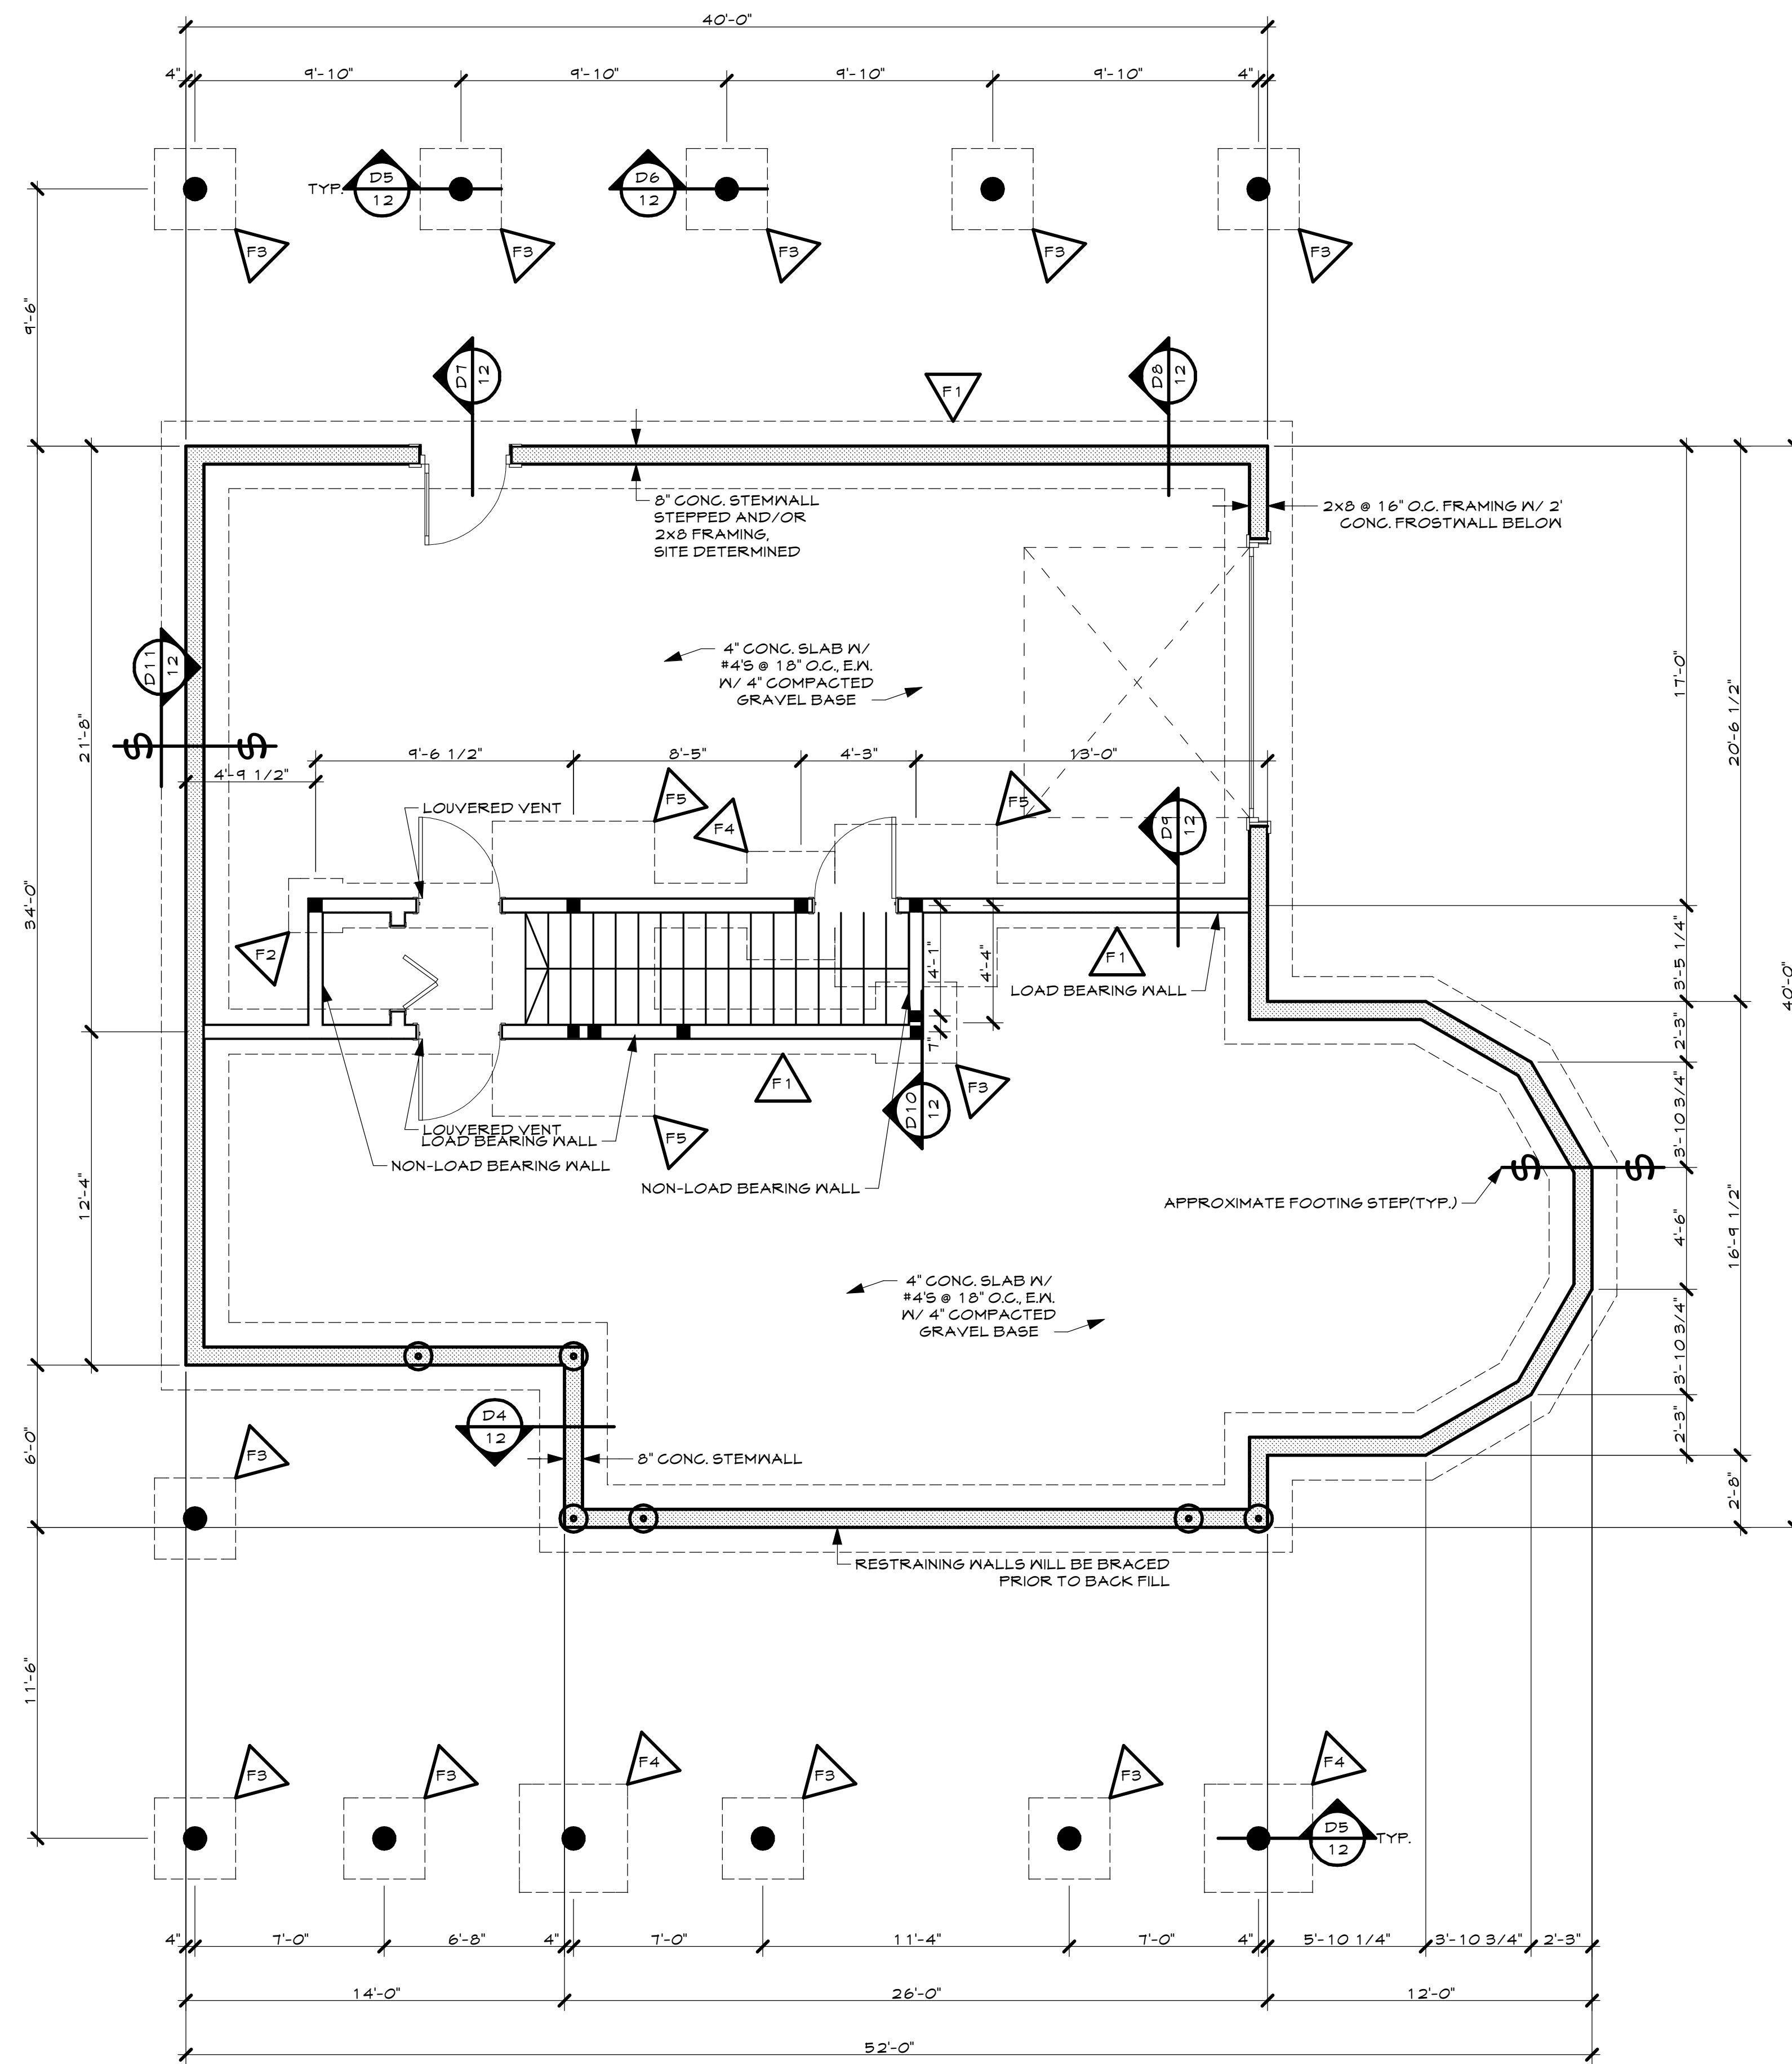 40'-0"
4" 9'-10" 9'-10" 9'-10" 9'-10" 4"
TYP. D5 12
D6 12
F3 F3 F3 F3 F3
9'-6"
D7 12
F1
D8 12
8" CONC. STEMWALL
STEPPED AND/OR
2x8 FRAMING,
SITE DETERMINED
2x8 @ 16" O.C. FRAMING W/ 2'
CONC. FROSTWALL BELOW
D11 12
4" CONC. SLAB W/
#4'S @ 18" O.C., E.W.
W/ 4" COMPACTED
GRAVEL BASE
17'-0"
20'-6 1/2"
21'-8"
S S
9'-6 1/2" 8'-5" 4'-3" 13'-0"
4'-9 1/2"
LOUVERED VENT
F5
F4
F5
D9 12
34'-0"
F2
4'-1"
4'-4"
7"
F1
LOAD BEARING WALL
3'-5 1/4"
40'-0"
2'-3"
3'-10 3/4"
F1
F3
D10 12
LOUVERED VENT
LOAD BEARING WALL
F5
NON-LOAD BEARING WALL
NON-LOAD BEARING WALL
S S
APPROXIMATE FOOTING STEP(TYP.)
12'-4"
4'-6"
16'-9 1/2"
4" CONC. SLAB W/
#4'S @ 18" O.C., E.W.
W/ 4" COMPACTED
GRAVEL BASE
3'-10 3/4"
2'-3"
D4 12
F3
6'-0"
8" CONC. STEMWALL
2'-8"
RESTRAINING WALLS WILL BE BRACED
PRIOR TO BACK FILL
11'-6"
F3 F3 F4 F3 F3 F4
D5 12 TYP.
4" 7'-0" 6'-8" 4" 7'-0" 11'-4" 7'-0" 4" 5'-10 1/4" 3'-10 3/4" 2'-3"
14'-0" 26'-0" 12'-0"
52'-0"